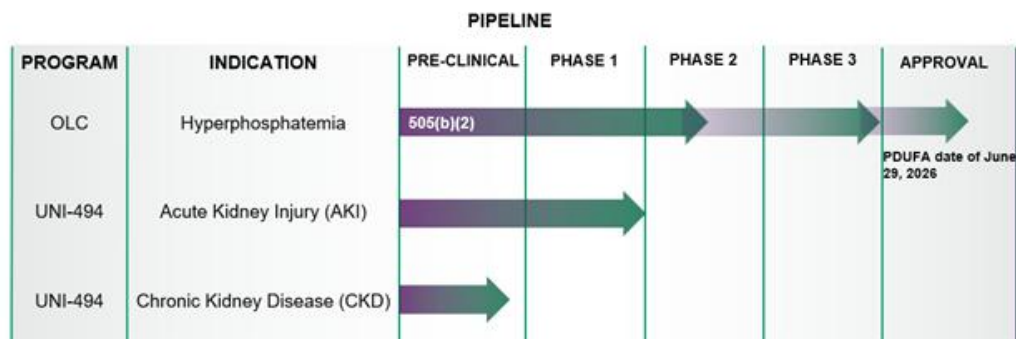 PIPELINE
PROGRAM INDICATION PRE-CLINICAL PHASE 1 PHASE 2 PHASE 3 APPROVAL
OLC Hyperphosphatemia 505(b)(2)
PDUFA date of June
29, 2026
UNI-494 Acute Kidney Injury (AKI)
UNI-494 Chronic Kidney Disease (CKD)